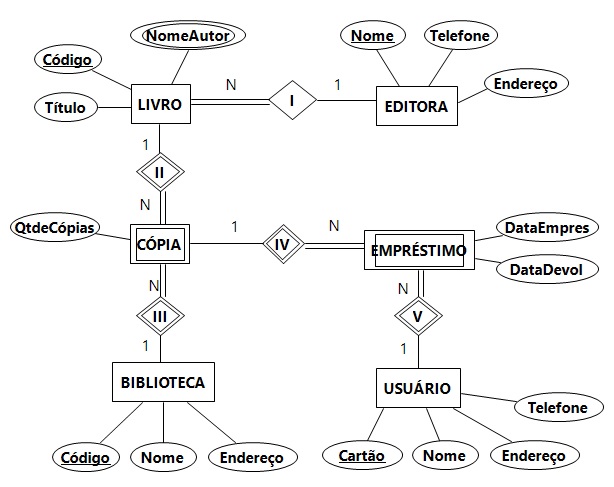 NomeAutor
Nome
Telefone
Código
Endereço
Título
LIVRO
N
I
1
EDITORA
1
II
N
QtdeCópias
CÓPIA
1
IV
N
EMPRÉSTIMO
DataEmpres
DataDevol
N
III
1
N
V
1
BIBLIOTECA
USUÁRIO
Telefone
Código
Nome
Endereço
Cartão
Nome
Endereço